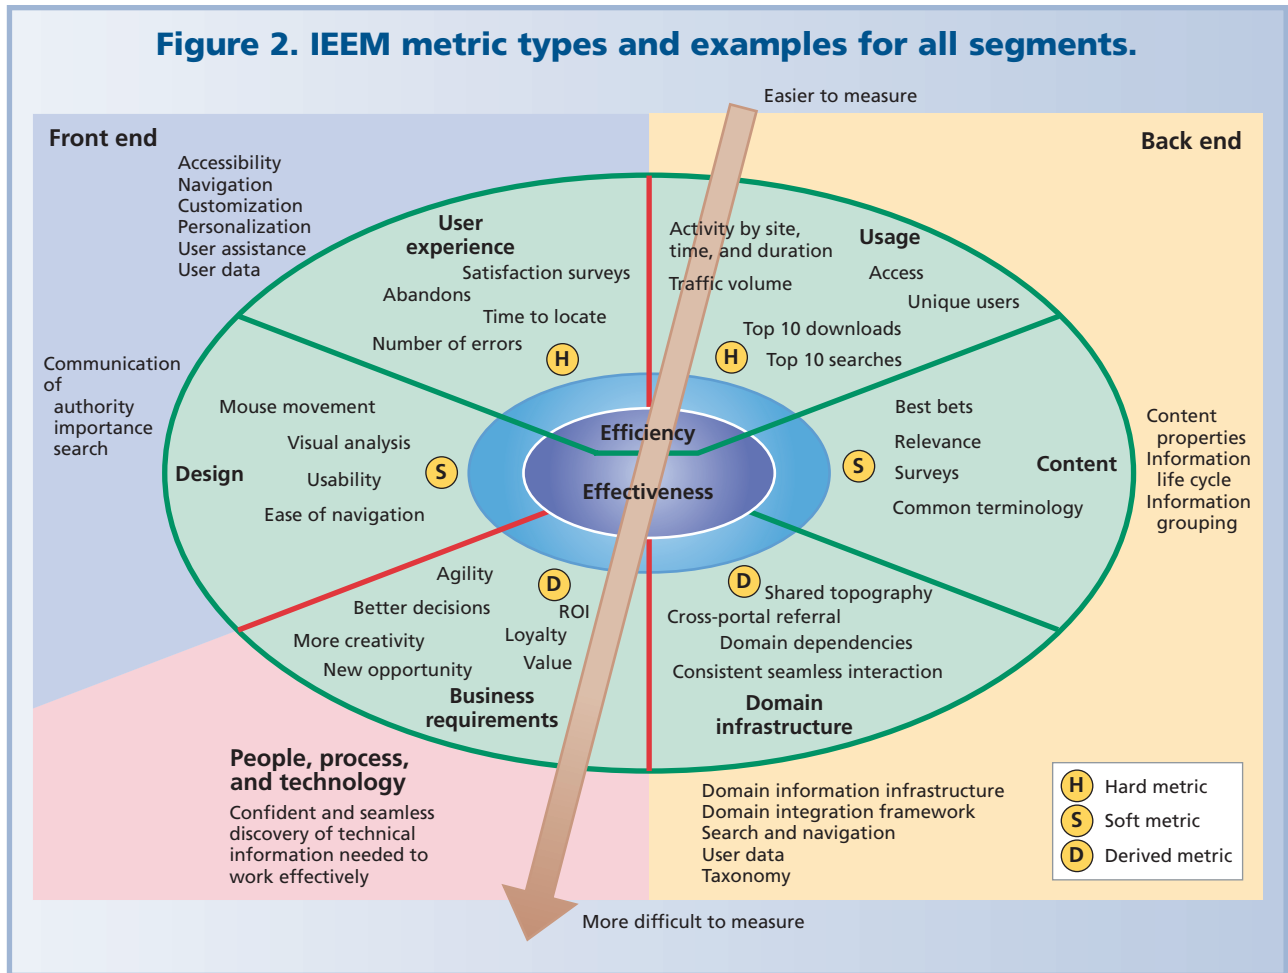 Figure 2. IEEM metric types and examples for all segments.
Easier to measure
Front end
Back end
Accessibility
Navigation
Customization
Personalization
User assistance
User data
Communication
of
authority
importance
search
User
experience
Satisfaction surveys
Abandons
Time to locate
Number of errors
H
Activity by site,
time, and duration
Usage
Traffic volume
Access
Unique users
Top 10 downloads
Top 10 searches
H
Mouse movement
Visual analysis
Design
Usability
Ease of navigation
S
Efficiency
Effectiveness
Best bets
Relevance
Surveys
Content
Common terminology
S
Content
properties
Information
life cycle
Information
grouping
Agility
D
Better decisions
ROI
More creativity
Loyalty
New opportunity
Value
Business
requirements
D
Shared topography
Cross-portal referral
Domain dependencies
Consistent seamless interaction
Domain
infrastructure
People, process,
and technology
Confident and seamless
discovery of technical
information needed to
work effectively
Domain information infrastructure
Domain integration framework
Search and navigation
User data
Taxonomy
H Hard metric
S Soft metric
D Derived metric
More difficult to measure